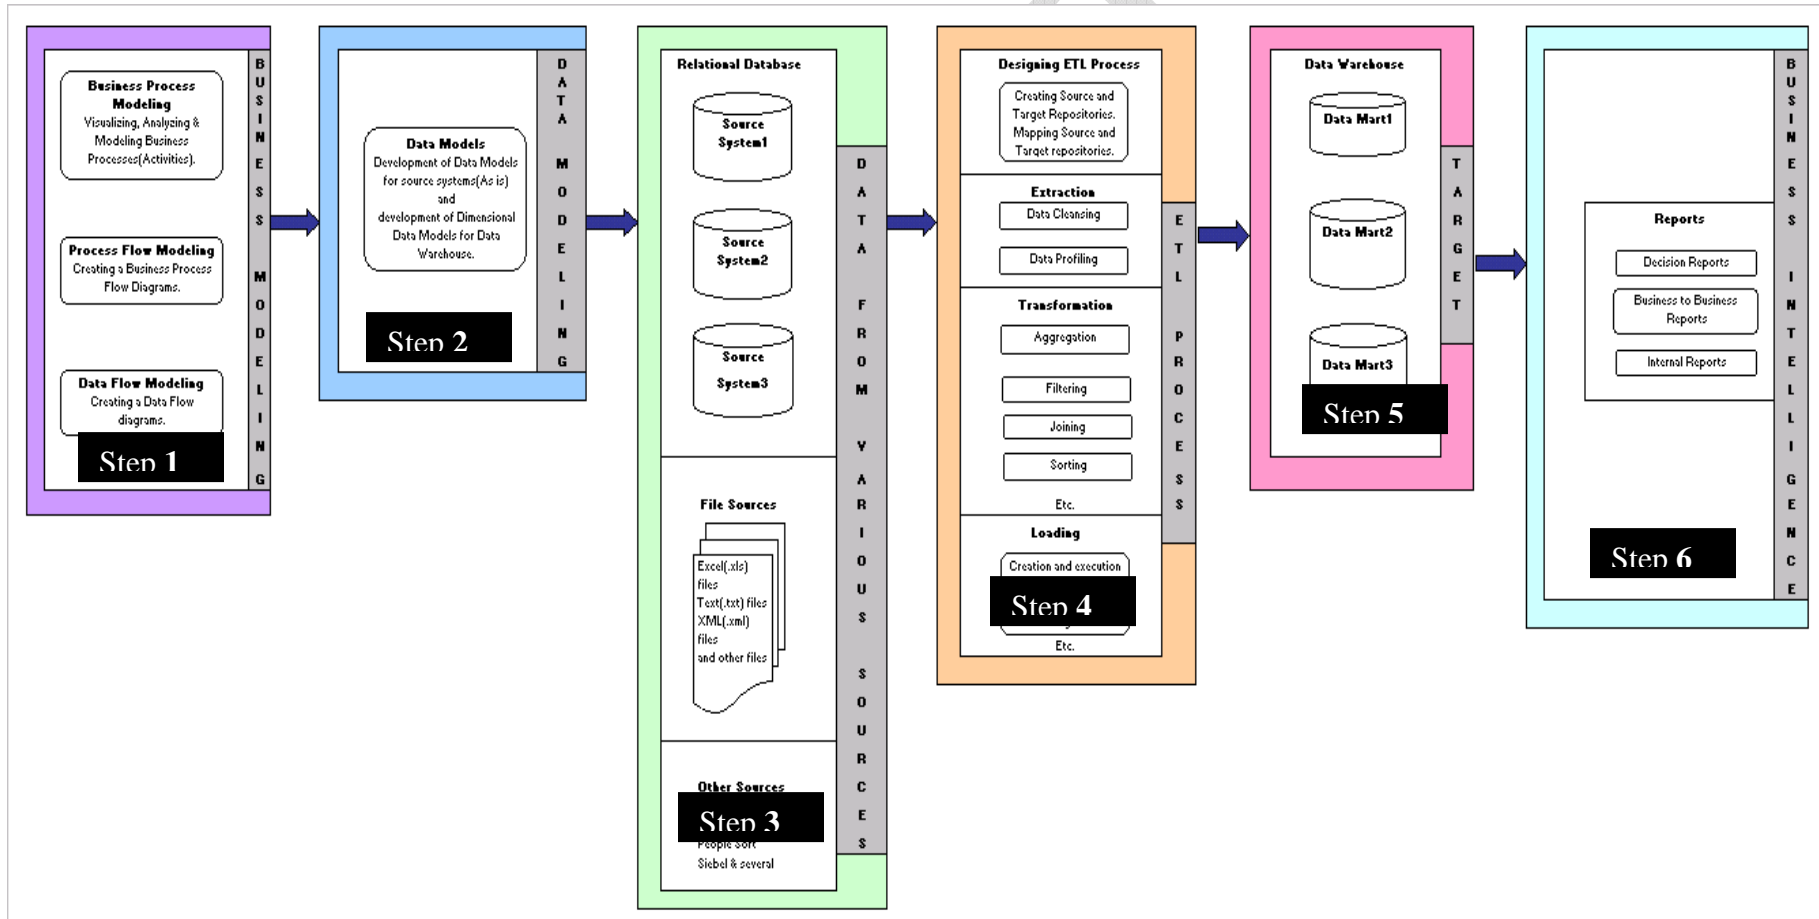 Business Process
Modeling
Visualizing, Analyzing &
Modeling Business
Processes(Activities).
Process Flow Modeling
Creating a Business Process
Flow Diagrams.
Data Flow Modeling
Creating a Data Flow
diagrams.
Step 1
BUSINESS MODELING
Data Models
Development of Data Models
for source systems(As is)
and
development of Dimensional
Data Models for Data
Warehouse.
Step 2
DATA MODELING
Relational Database
Source
System1
Source
System2
Source
System3
File Sources
Excel(.xls)
files
Text(.txt) files
XML(.xml)
files
and other files
Other Sources
Step 3
People Sort
Siebel & several
DATA FROM VARIOUS SOURCES
Designing ETL Process
Creating Source and
Target Repositories.
Mapping Source and
Target repositories.
Extraction
Data Cleansing
Data Profiling
Transformation
Aggregation
Filtering
Joining
Sorting
Etc.
Loading
Creation and execution
Step 4
Etc.
ETL PROCESS
Data Warehouse
Data Mart1
Data Mart2
Data Mart3
Step 5
TARGET
Reports
Decision Reports
Business to Business
Reports
Internal Reports
Step 6
BUSINESS INTELLIGENCE